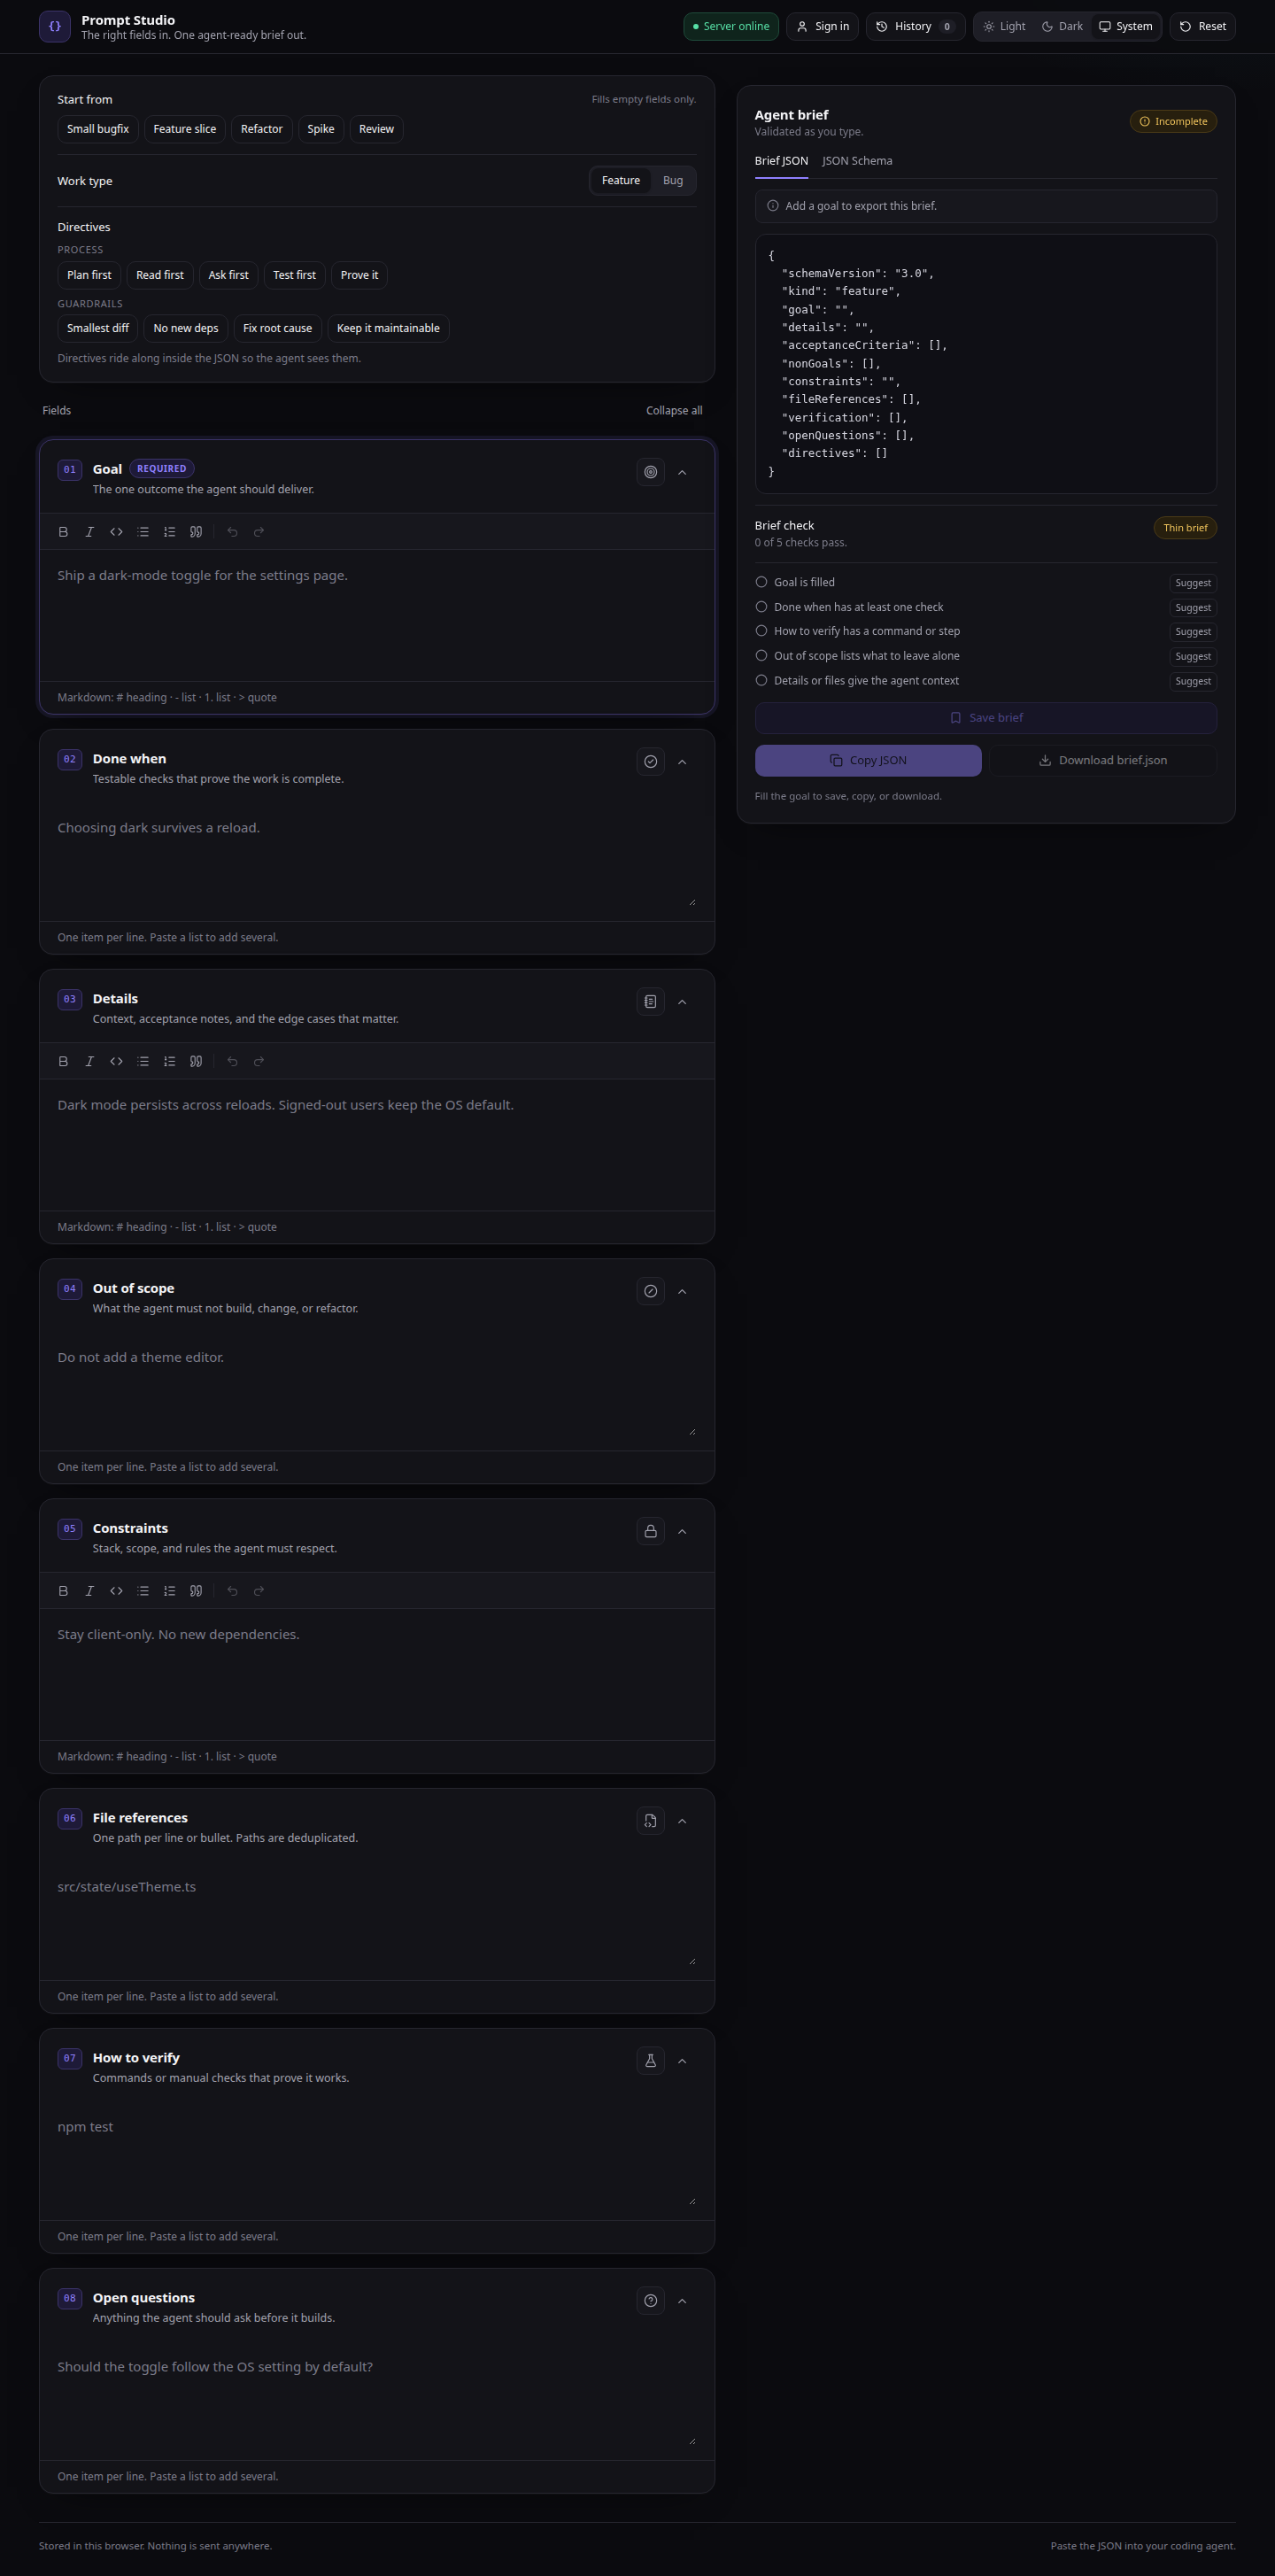 {} Prompt Studio
The right fields in. One agent-ready brief out.
Server online
Sign in
History 0
Light
Dark
System
Reset
Start from
Fills empty fields only.
Small bugfix
Feature slice
Refactor
Spike
Review
Work type
Feature
Bug
Directives
PROCESS
Plan first
Read first
Ask first
Test first
Prove it
GUARDRAILS
Smallest diff
No new deps
Fix root cause
Keep it maintainable
Directives ride along inside the JSON so the agent sees them.
Fields
Collapse all
01 Goal REQUIRED
The one outcome the agent should deliver.
Ship a dark-mode toggle for the settings page.
Markdown: # heading · - list · 1. list · > quote
02 Done when
Testable checks that prove the work is complete.
Choosing dark survives a reload.
One item per line. Paste a list to add several.
03 Details
Context, acceptance notes, and the edge cases that matter.
Dark mode persists across reloads. Signed-out users keep the OS default.
Markdown: # heading · - list · 1. list · > quote
04 Out of scope
What the agent must not build, change, or refactor.
Do not add a theme editor.
One item per line. Paste a list to add several.
05 Constraints
Stack, scope, and rules the agent must respect.
Stay client-only. No new dependencies.
Markdown: # heading · - list · 1. list · > quote
06 File references
One path per line or bullet. Paths are deduplicated.
src/state/useTheme.ts
One item per line. Paste a list to add several.
07 How to verify
Commands or manual checks that prove it works.
npm test
One item per line. Paste a list to add several.
08 Open questions
Anything the agent should ask before it builds.
Should the toggle follow the OS setting by default?
One item per line. Paste a list to add several.
Agent brief
Validated as you type.
Incomplete
Brief JSON
JSON Schema
Add a goal to export this brief.
{
  "schemaVersion": "3.0",
  "kind": "feature",
  "goal": "",
  "details": "",
  "acceptanceCriteria": [],
  "nonGoals": [],
  "constraints": "",
  "fileReferences": [],
  "verification": [],
  "openQuestions": [],
  "directives": []
}
Brief check
0 of 5 checks pass.
Thin brief
Goal is filled Suggest
Done when has at least one check Suggest
How to verify has a command or step Suggest
Out of scope lists what to leave alone Suggest
Details or files give the agent context Suggest
Save brief
Copy JSON
Download brief.json
Fill the goal to save, copy, or download.
Stored in this browser. Nothing is sent anywhere.
Paste the JSON into your coding agent.